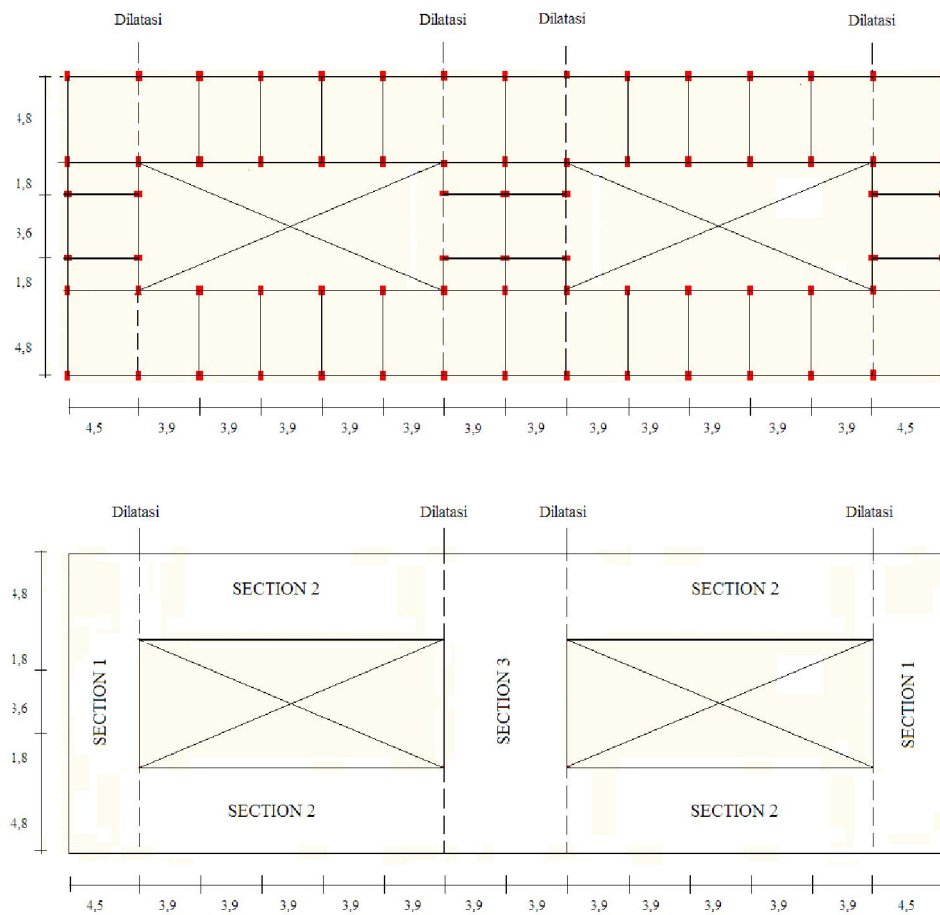 Dilatasi Dilatasi Dilatasi Dilatasi
4,8
1,8
3,6
1,8
4,8
4,5 3,9 3,9 3,9 3,9 3,9 3,9 3,9 3,9 3,9 3,9 3,9 3,9 4,5
Dilatasi Dilatasi Dilatasi Dilatasi
4,8
1,8
3,6
1,8
4,8
SECTION 2 SECTION 2
SECTION 1
SECTION 3
SECTION 1
SECTION 2 SECTION 2
4,5 3,9 3,9 3,9 3,9 3,9 3,9 3,9 3,9 3,9 3,9 3,9 3,9 4,5